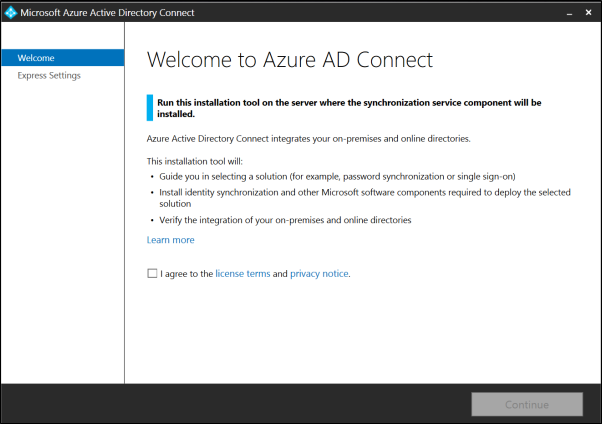 Microsoft Azure Active Directory Connect
Welcome
Express Settings
Welcome to Azure AD Connect
Run this installation tool on the server where the synchronization service component will be
installed.
Azure Active Directory Connect integrates your on-premises and online directories.
This installation tool will:
• Guide you in selecting a solution (for example, password synchronization or single sign-on)
• Install identity synchronization and other Microsoft software components required to deploy the selected
solution
• Verify the integration of your on-premises and online directories
Learn more
I agree to the license terms and privacy notice.
Continue